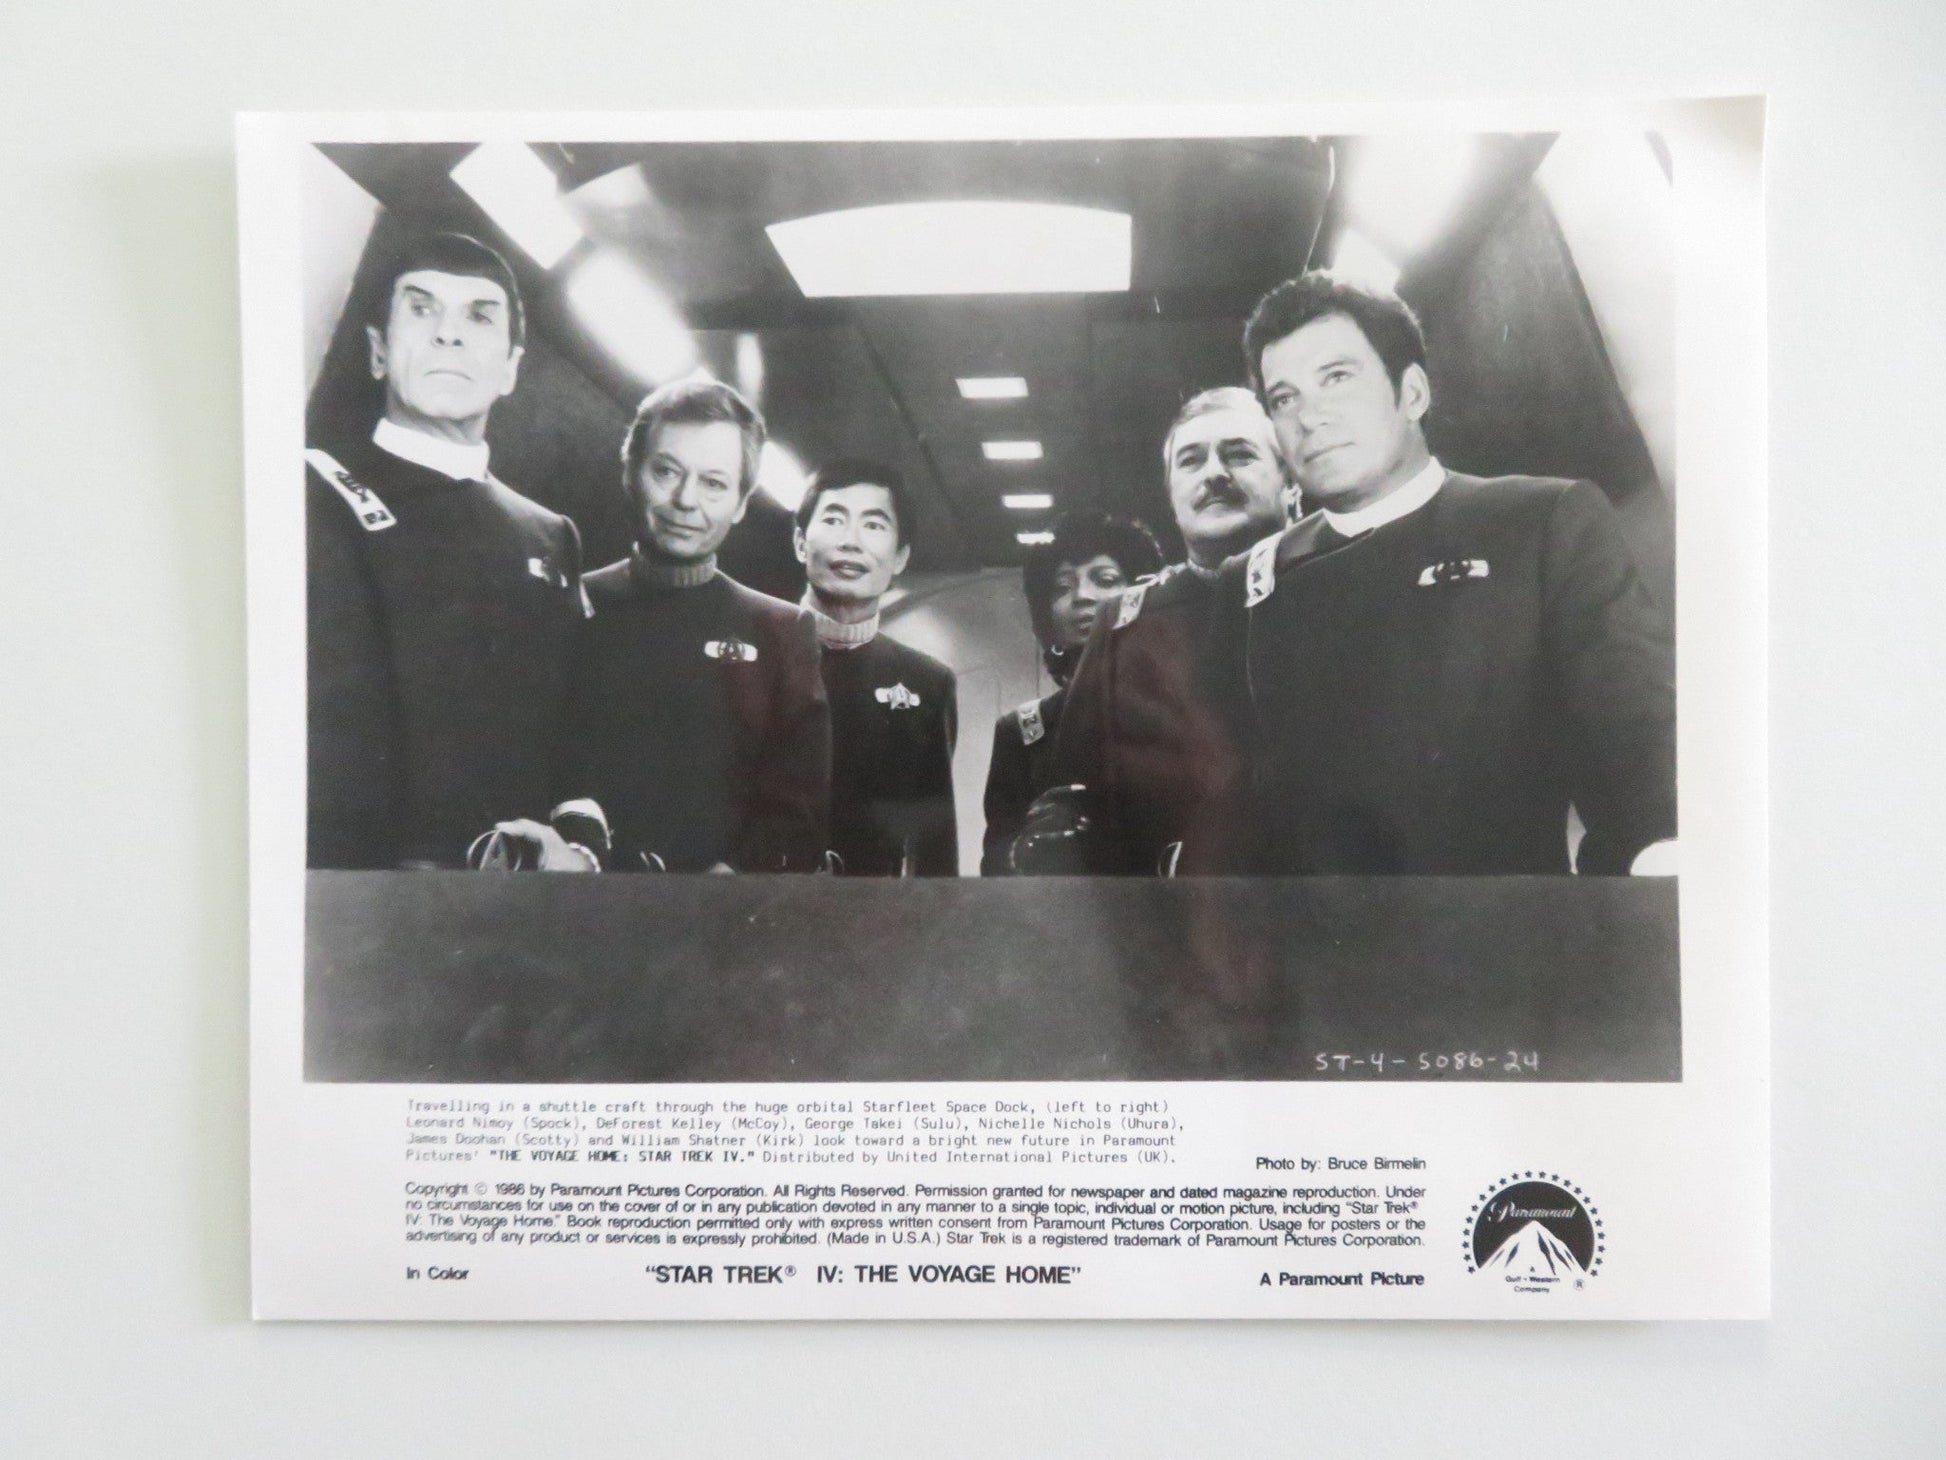 ST-4-5086-24
Travelling in a shuttle craft through the huge orbital Starfleet Space Dock, (left to right)
Leonard Nimoy (Spock), DeForest Kelley (McCoy), George Takei (Sulu), Nichelle Nichols (Uhura),
James Doohan (Scotty) and William Shatner (Kirk) look toward a bright new future in Paramount
Pictures' "THE VOYAGE HOME: STAR TREK IV." Distributed by United International Pictures (UK).
Photo by: Bruce Birmelin
Copyright © 1986 by Paramount Pictures Corporation. All Rights Reserved. Permission granted for newspaper and dated magazine reproduction. Under
no circumstances for use on the cover of or in any publication devoted in any manner to a single topic, individual or motion picture, including "Star Trek®
IV: The Voyage Home." Book reproduction permitted only with express written consent from Paramount Pictures Corporation. Usage for posters or the
advertising of any product or services is expressly prohibited. (Made in U.S.A.) Star Trek is a registered trademark of Paramount Pictures Corporation.
In Color
"STAR TREK® IV: THE VOYAGE HOME"
A Paramount Picture
Paramount
A
Gulf+Western
Company
®